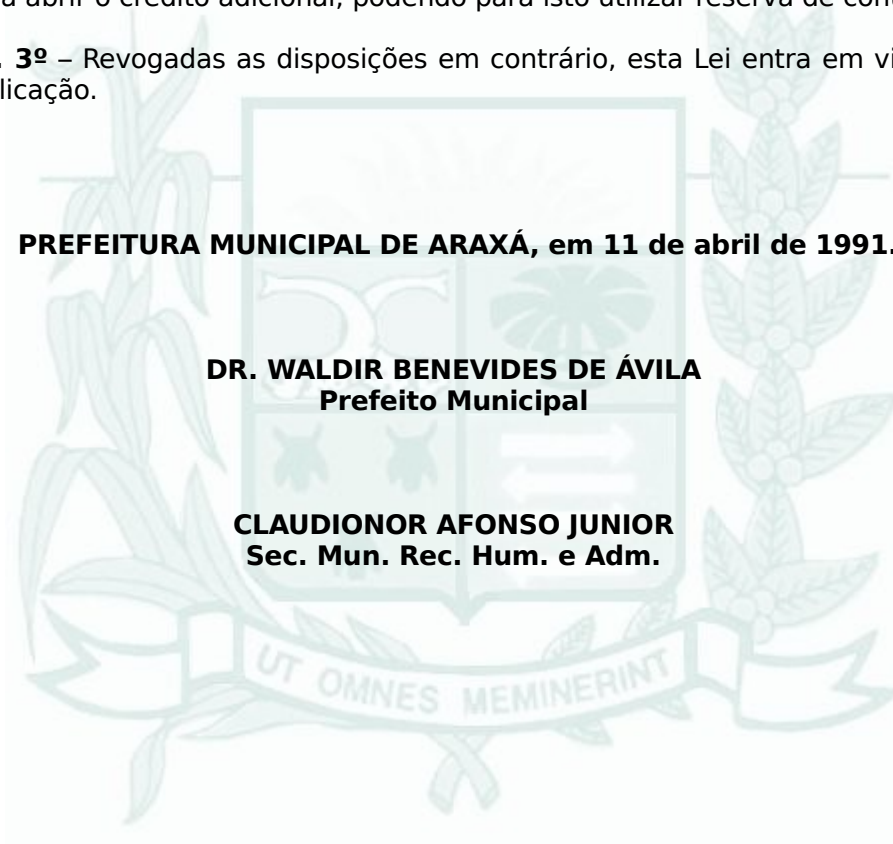 a abrir o crédito adicional, podendo para isto utilizar reserva de
. 3º – Revogadas as disposições em contrário, esta Lei entra em
licação.
PREFEITURA MUNICIPAL DE ARAXÁ, em 11 de abril de 1991.
DR. WALDIR BENEVIDES DE ÁVILA
Prefeito Municipal
CLAUDIONOR AFONSO JUNIOR
Sec. Mun. Rec. Hum. e Adm.
UT OMNES MEMINERINT